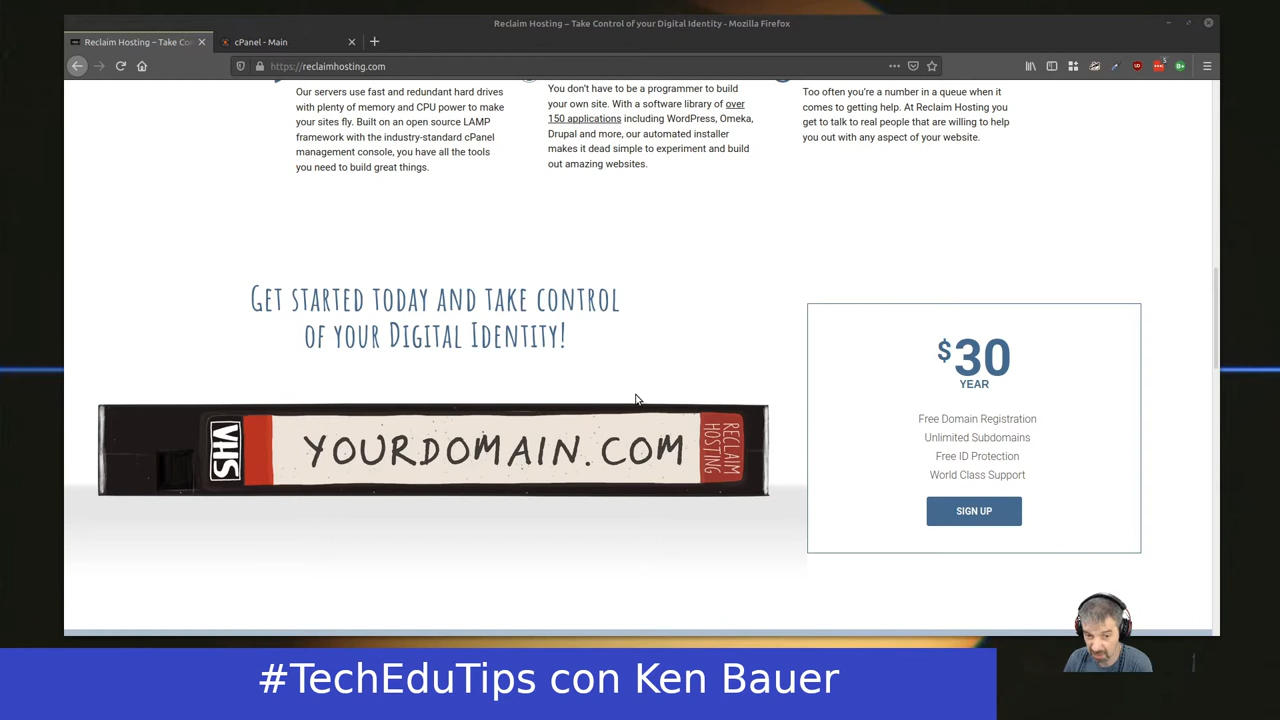 Reclaim Hosting – Take Control of your Digital Identity - Mozilla Firefox
Reclaim Hosting – Take Co
cPanel - Main
https://reclaimhosting.com
5
Our servers use fast and redundant hard drives
with plenty of memory and CPU power to make
your sites fly. Built on an open source LAMP
framework with the industry-standard cPanel
management console, you have all the tools
you need to build great things.
You don't have to be a programmer to build
your own site. With a software library of over
150 applications including WordPress, Omeka,
Drupal and more, our automated installer
makes it dead simple to experiment and build
out amazing websites.
Too often you're a number in a queue when it
comes to getting help. At Reclaim Hosting you
get to talk to real people that are willing to help
you out with any aspect of your website.
Get started today and take control
of your Digital Identity!
VHS
YOURDOMAIN.COM
RECLAIM
HOSTING
$30
YEAR
Free Domain Registration
Unlimited Subdomains
Free ID Protection
World Class Support
SIGN UP
#TechEduTips con Ken Bauer